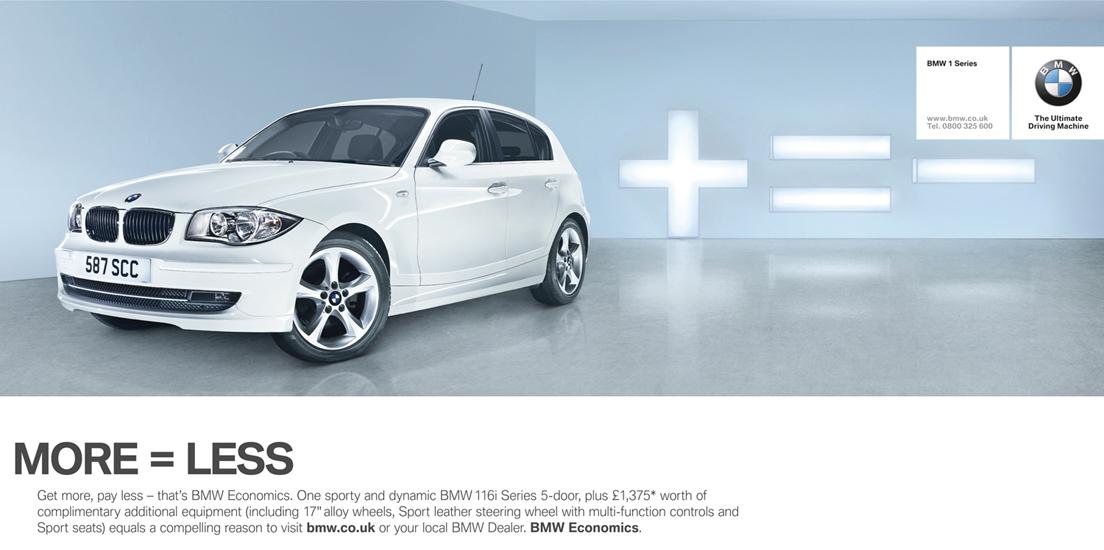 BMW 1 Series
www.bmw.co.uk
Tel. 0800 325 600
BMW
The Ultimate
Driving Machine
587 SCC
MORE = LESS
Get more, pay less – that's BMW Economics. One sporty and dynamic BMW 116i Series 5-door, plus £1,375* worth of
complimentary additional equipment (including 17" alloy wheels, Sport leather steering wheel with multi-function controls and
Sport seats) equals a compelling reason to visit bmw.co.uk or your local BMW Dealer. BMW Economics.